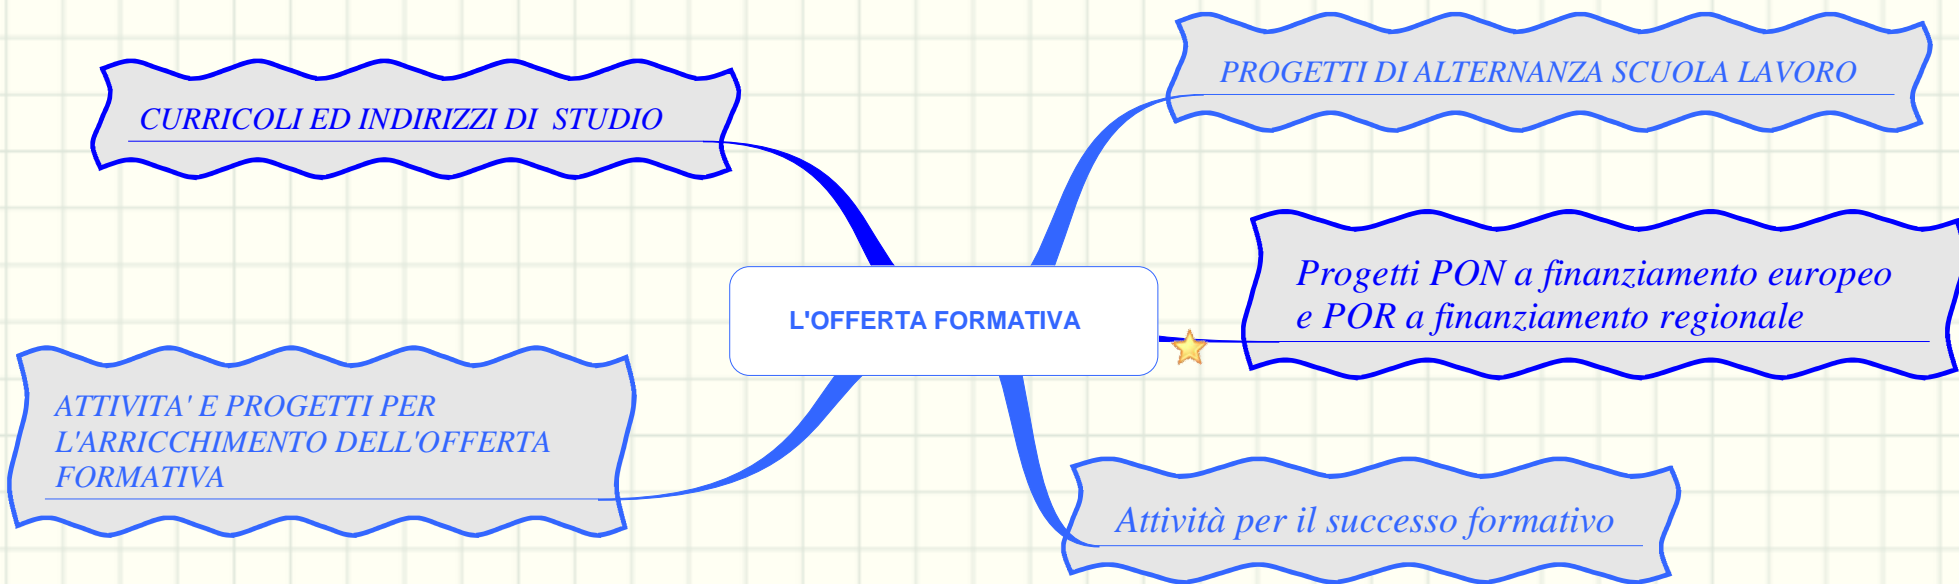 PROGETTI DI ALTERNANZA SCUOLA LAVORO
CURRICOLI ED INDIRIZZI DI  STUDIO
Progetti PON a finanziamento europeo
e POR a finanziamento regionale
L'OFFERTA FORMATIVA
ATTIVITA' E PROGETTI PER
L'ARRICCHIMENTO DELL'OFFERTA
FORMATIVA
Attività per il successo formativo